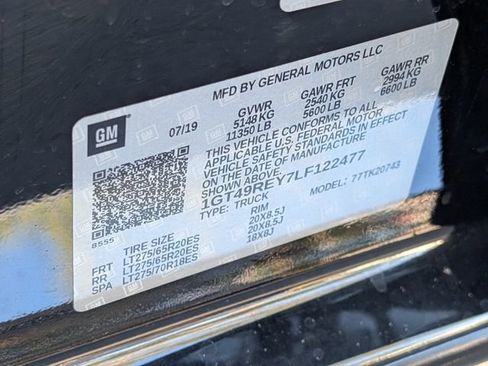 MFD BY GENERAL MOTORS LLC
GM
07/19
GVWR GAWR FRT GAWR RR
5148 KG 2540 KG 2994 KG
11350 LB 5600 LB 6600 LB
THIS VEHICLE CONFORMS TO ALL
APPLICABLE U.S. FEDERAL MOTOR
VEHICLE SAFETY STANDARDS IN EFFECT
ON THE DATE OF MANUFACTURE
SHOWN ABOVE.
1GT49REY7LF122477
TYPE: TRUCK MODEL: 77TK20743
8555
TIRE SIZE RIM
FRT LT275/65R20ES 20X8.5J
RR LT275/65R20ES 20X8.5J
SPA LT275/70R18ES 18X8J